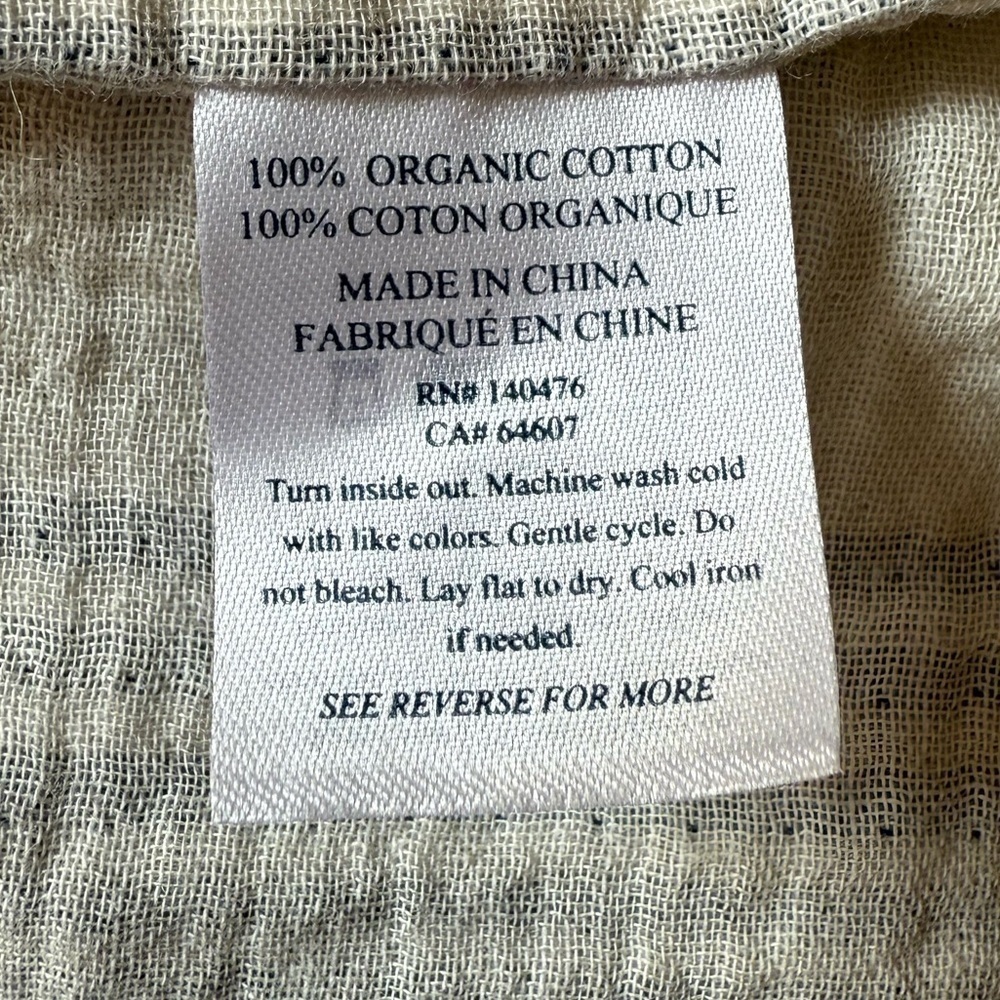 100% ORGANIC COTTON
100% COTON ORGANIQUE
MADE IN CHINA
FABRIQUÉ EN CHINE
RN# 140476
CA# 64607
Turn inside out. Machine wash cold
with like colors. Gentle cycle. Do
not bleach. Lay flat to dry. Cool iron
if needed.
SEE REVERSE FOR MORE